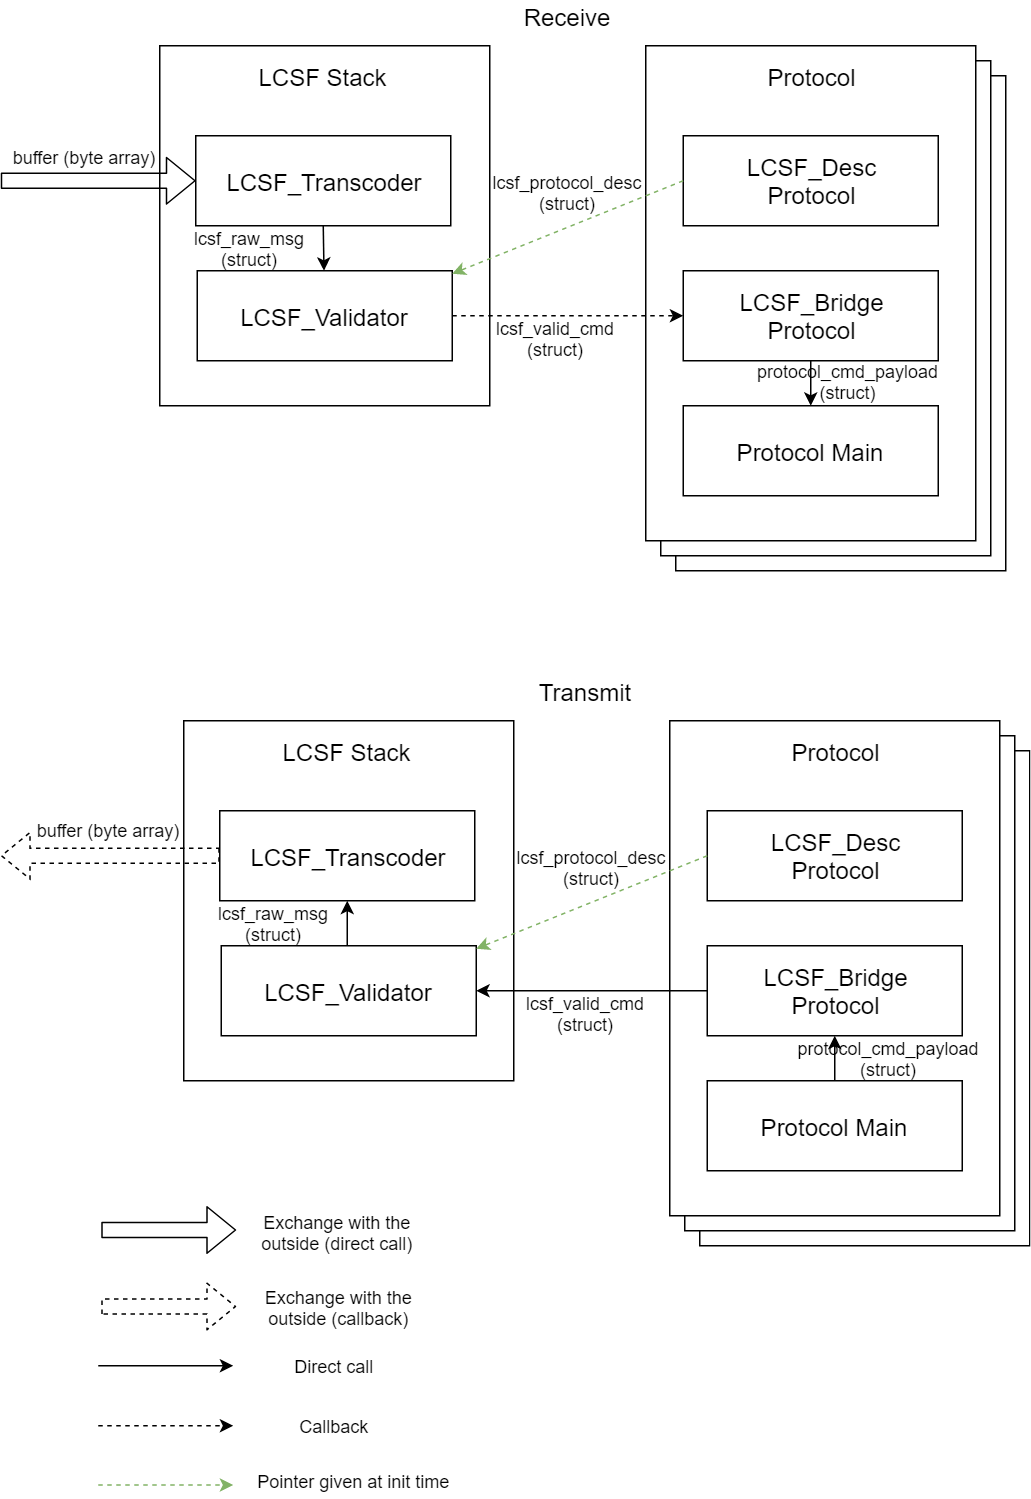 Receive
LCSF Stack
Protocol
buffer (byte array)
LCSF_Transcoder
lcsf_protocol_desc
(struct)
LCSF_Desc
Protocol
lcsf_raw_msg
(struct)
LCSF_Validator
lcsf_valid_cmd
(struct)
LCSF_Bridge
Protocol
protocol_cmd_payload
(struct)
Protocol Main
Transmit
LCSF Stack
Protocol
buffer (byte array)
LCSF_Transcoder
lcsf_protocol_desc
(struct)
LCSF_Desc
Protocol
lcsf_raw_msg
(struct)
LCSF_Validator
lcsf_valid_cmd
(struct)
LCSF_Bridge
Protocol
protocol_cmd_payload
(struct)
Protocol Main
Exchange with the
outside (direct call)
Exchange with the
outside (callback)
Direct call
Callback
Pointer given at init time